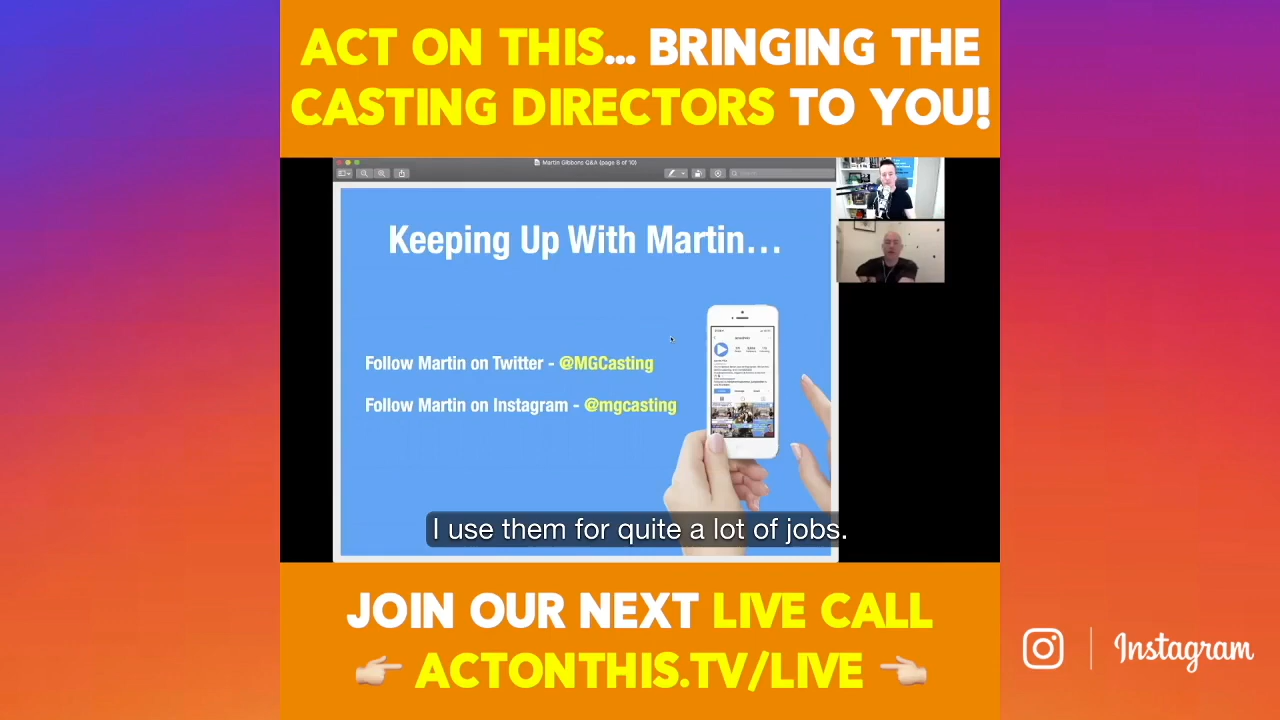 ACT ON THIS... BRINGING THE
CASTING DIRECTORS TO YOU!
Martin Gibbons Q&A (page 8 of 10)
Search
Keeping Up With Martin...
Follow Martin on Twitter - @MGCasting
Follow Martin on Instagram - @mgcasting
I use them for quite a lot of jobs.
JOIN OUR NEXT LIVE CALL
ACTONTHIS.TV/LIVE
Instagram